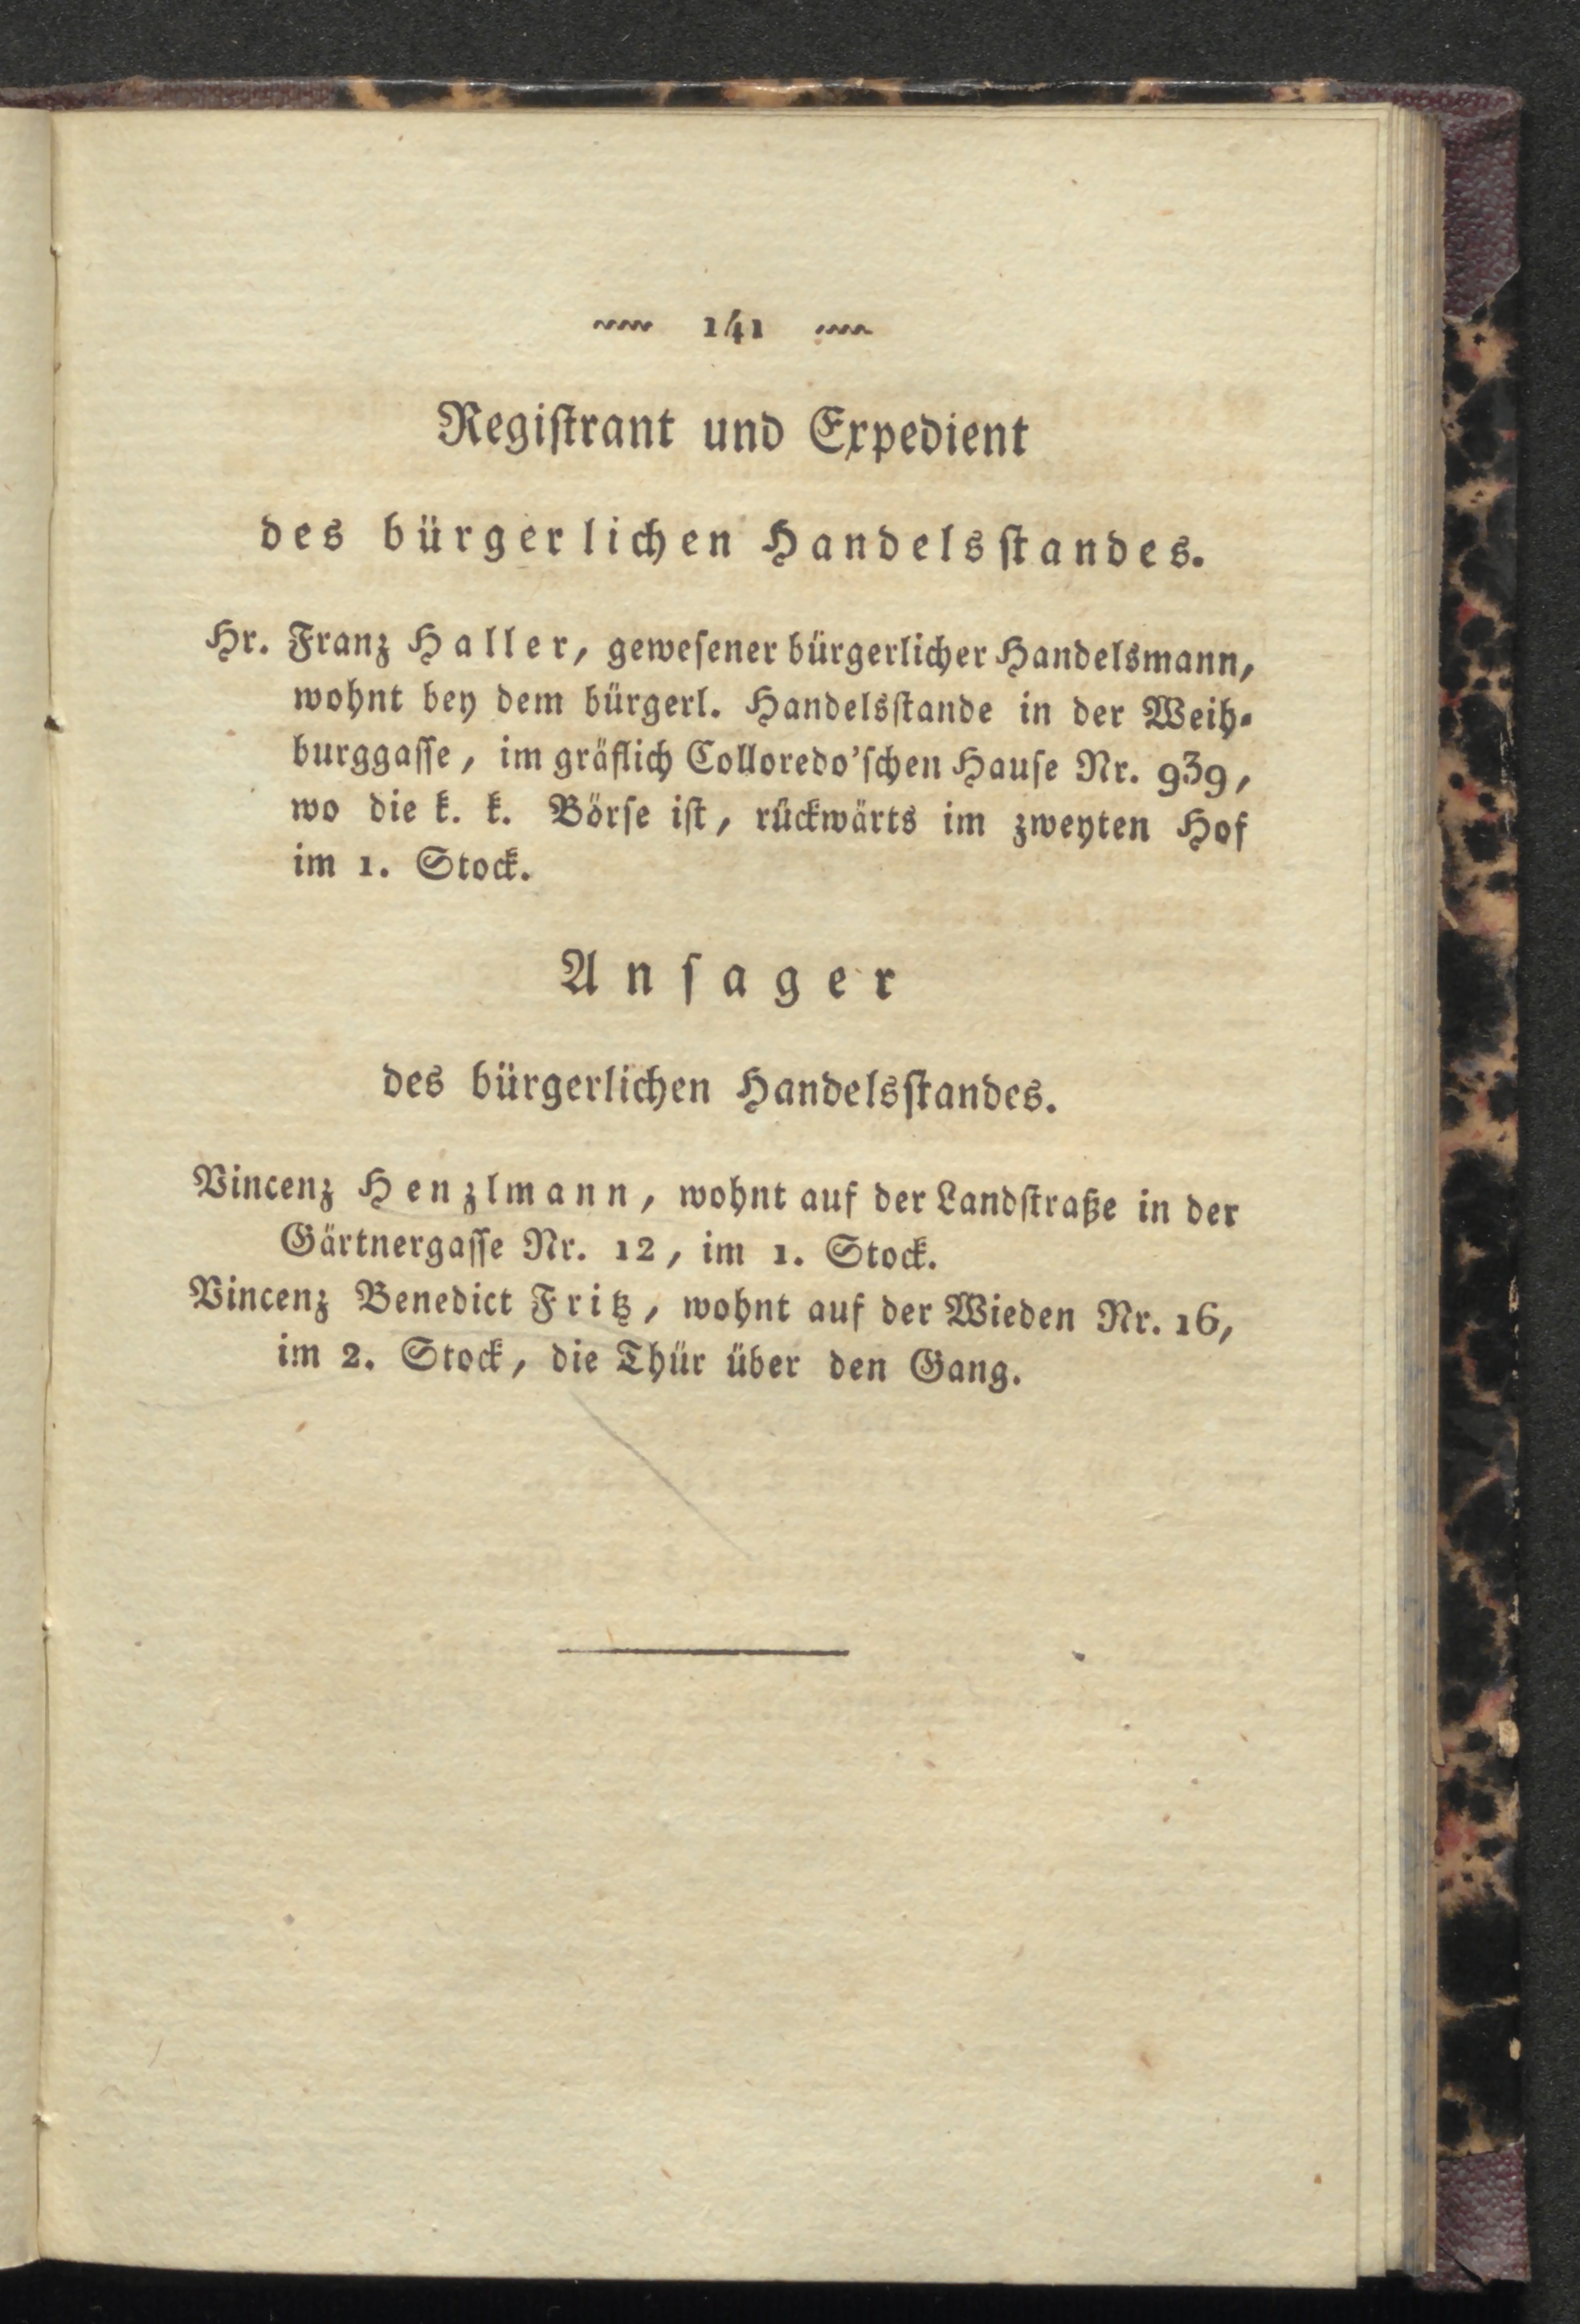 141
Registrant und Expedient
des bürgerlichen Handelsstandes.
Hr. Franz Haller, gewesener bürgerlicher Handelsmann,
wohnt bey dem bürgerl. Handelsstande in der Weih-
burggasse, im gräflich Colloredo'schen Hause Nr. 939,
wo die k. k. Börse ist, rückwärts im zweyten Hof
im 1. Stock.
Ansager
des bürgerlichen Handelsstandes.
Vincenz Henzlmann, wohnt auf der Landstraße in der
Gärtnergasse Nr. 12, im 1. Stock.
Vincenz Benedict Fritz, wohnt auf der Wieden Nr. 16,
im 2. Stock, die Thür über den Gang.